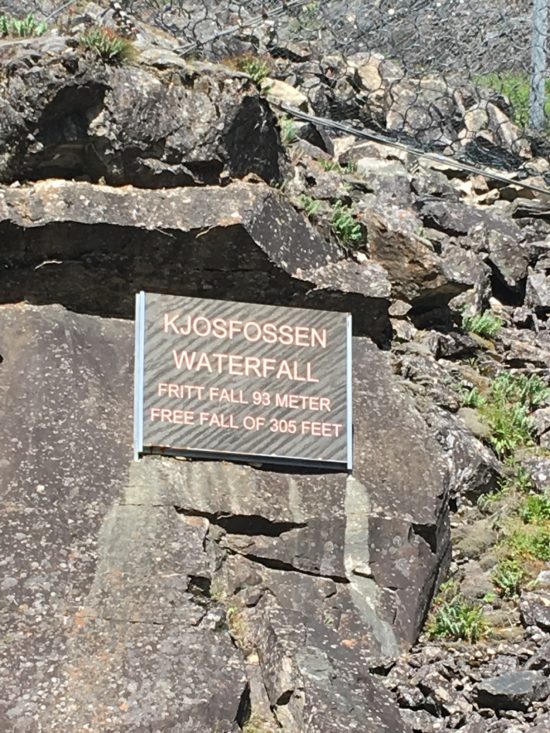 KJOSFOSSEN
WATERFALL
FRITT FALL 93 METER
FREE FALL OF 305 FEET